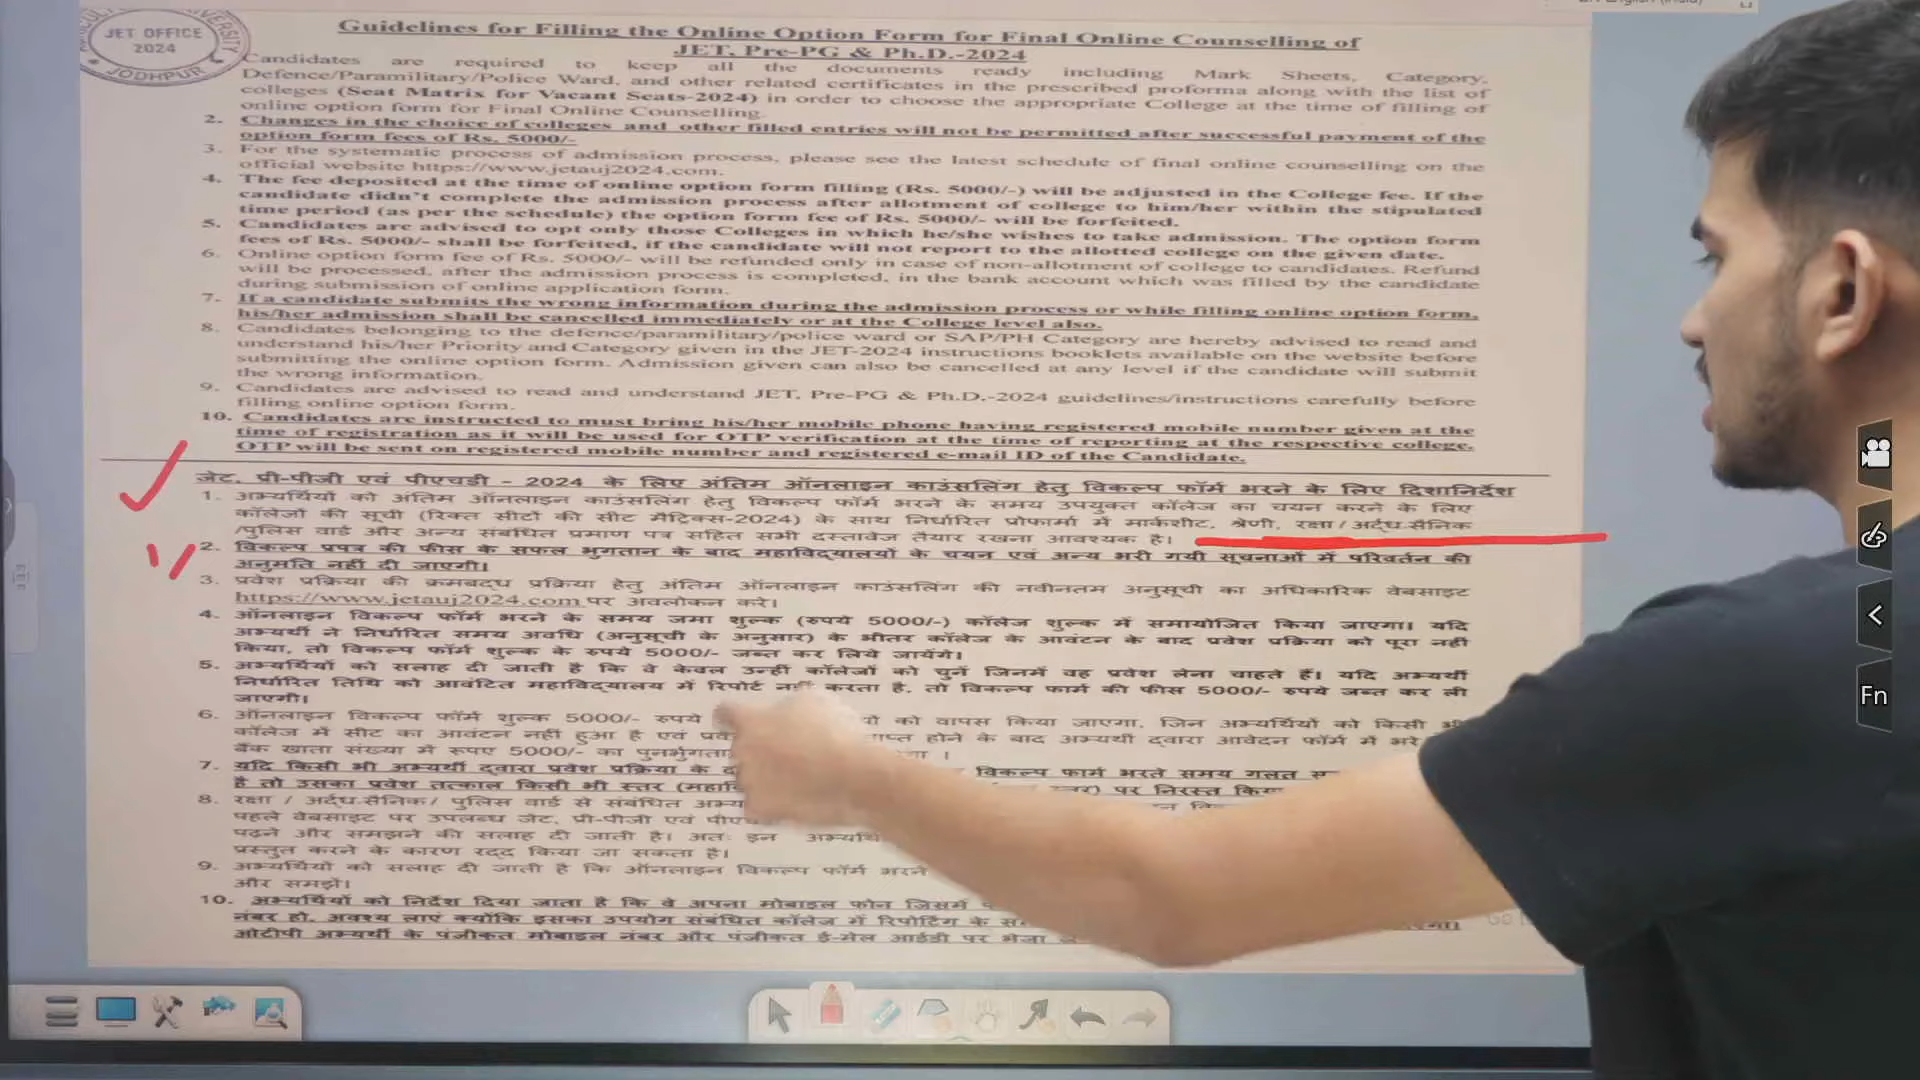 JET OFFICE
2024
JODHPUR
Guidelines for Filling the Online Option Form for Final Online Counselling of
JET, Pre-PG & Ph.D.-2024
Candidates are required to keep all the documents ready including Mark Sheets, Category,
Defence/Paramilitary/Police Ward, and other related certificates in the prescribed proforma along with the list of
colleges (Seat Matrix for Vacant Seats-2024) in order to choose the appropriate College at the time of filling of
online option form for Final Online Counselling.
2. Changes in the choice of colleges and other filled entries will not be permitted after successful payment of the
option form fees of Rs. 5000/-
3. For the systematic process of admission process, please see the latest schedule of final online counselling on the
official website https://www.jetauj2024.com.
4. The fee deposited at the time of online option form filling (Rs. 5000/-) will be adjusted in the College fee. If the
candidate didn't complete the admission process after allotment of college to him/her within the stipulated
time period (as per the schedule) the option form fee of Rs. 5000/- will be forfeited.
5. Candidates are advised to opt only those Colleges in which he/she wishes to take admission. The option form
fees of Rs. 5000/- shall be forfeited, if the candidate will not report to the allotted college on the given date.
6. Online option form fee of Rs. 5000/- will be refunded only in case of non-allotment of college to candidates. Refund
will be processed, after the admission process is completed, in the bank account which was filled by the candidate
during submission of online application form.
7. If a candidate submits the wrong information during the admission process or while filling online option form,
his/her admission shall be cancelled immediately or at the College level also.
8. Candidates belonging to the defence/paramilitary/police ward or SAP/PH Category are hereby advised to read and
understand his/her Priority and Category given in the JET-2024 instructions booklets available on the website before
submitting the online option form. Admission given can also be cancelled at any level if the candidate will submit
the wrong information.
9. Candidates are advised to read and understand JET, Pre-PG & Ph.D.-2024 guidelines/instructions carefully before
filling online option form.
10. Candidates are instructed to must bring his/her mobile phone having registered mobile number given at the
time of registration as it will be used for OTP verification at the time of reporting at the respective college.
OTP will be sent on registered mobile number and registered e-mail ID of the Candidate.
जेट, प्री-पीजी एवं पीएचडी - 2024 के लिए अंतिम ऑनलाइन काउंसलिंग हेतु विकल्प फॉर्म भरने के लिए दिशानिर्देश
1. अभ्यर्थियों को अंतिम ऑनलाइन काउंसलिंग हेतु विकल्प फॉर्म भरने के समय उपयुक्त कॉलेज का चयन करने के लिए
कॉलेजों की सूची (रिक्त सीटों की सीट मैट्रिक्स-2024) के साथ निर्धारित प्रोफार्मा में मार्कशीट, श्रेणी, रक्षा / अर्द्ध-सैनिक
/पुलिस वार्ड और अन्य संबंधित प्रमाण पत्र सहित सभी दस्तावेज तैयार रखना आवश्यक है।
2. विकल्प प्रपत्र की फीस के सफल भुगतान के बाद महाविद्यालयों के चयन एवं अन्य भरी गयी सूचनाओं में परिवर्तन की
अनुमति नहीं दी जाएगी।
3. प्रवेश प्रक्रिया की क्रमबद्ध प्रक्रिया हेतु अंतिम ऑनलाइन काउंसलिंग की नवीनतम अनुसूची का अधिकारिक वेबसाइट
https://www.jetauj2024.com पर अवलोकन करे।
4. ऑनलाइन विकल्प फॉर्म भरने के समय जमा शुल्क (रुपये 5000/-) कॉलेज शुल्क में समायोजित किया जाएगा। यदि
अभ्यर्थी ने निर्धारित समय अवधि (अनुसूची के अनुसार) के भीतर कॉलेज के आवंटन के बाद प्रवेश प्रक्रिया को पूरा नहीं
किया, तो विकल्प फॉर्म शुल्क के रुपये 5000/- जब्त कर लिये जायेंगे।
5. अभ्यर्थियों को सलाह दी जाती है कि वे केवल उन्हीं कॉलेजों को चुनें जिनमें वह प्रवेश लेना चाहते हैं। यदि अभ्यर्थी
निर्धारित तिथि को आवंटित महाविद्यालय में रिपोर्ट नहीं करता है, तो विकल्प फार्म की फीस 5000/- रुपये जब्त कर ली
जाएगी।
6. ऑनलाइन विकल्प फॉर्म शुल्क 5000/- रुपये को वापस किया जाएगा, जिन अभ्यर्थियों को किसी
कॉलेज में सीट का आवंटन नहीं हुआ है एवं होने के बाद अभ्यर्थी द्वारा आवेदन फॉर्म में भरे
बैंक खाता संख्या में रूपए 5000/- का
7. यदि किसी भी अभ्यर्थी द्वारा प्रवेश प्रक्रिया के विकल्प फार्म भरते समय गलत
है तो उसका प्रवेश तत्काल किसी भी स्तर पर निरस्त
8. रक्षा / अर्द्ध-सैनिक/ पुलिस वार्ड से संबंधित
पहले वेबसाइट पर उपलब्ध जेट, प्री-पीजी एवं
पढ़ने और समझने की सलाह दी जाती है। अतः इन
प्रस्तुत करने के कारण रद्द किया जा सकता है।
9. अभ्यर्थियों को सलाह दी जाती है कि ऑनलाइन विकल्प फॉर्म भरने
और समझें।
10. अभ्यर्थियों को निर्देश दिया जाता है कि वे अपना मोबाइल फोन जिसमें
नंबर हो, अवश्य लाएं क्योंकि इसका उपयोग संबंधित कॉलेज में रिपोर्टिंग के
ओटीपी अभ्यर्थी के पंजीकृत मोबाइल नंबर और पंजीकृत ई-मेल आईडी पर भेजा
Fn